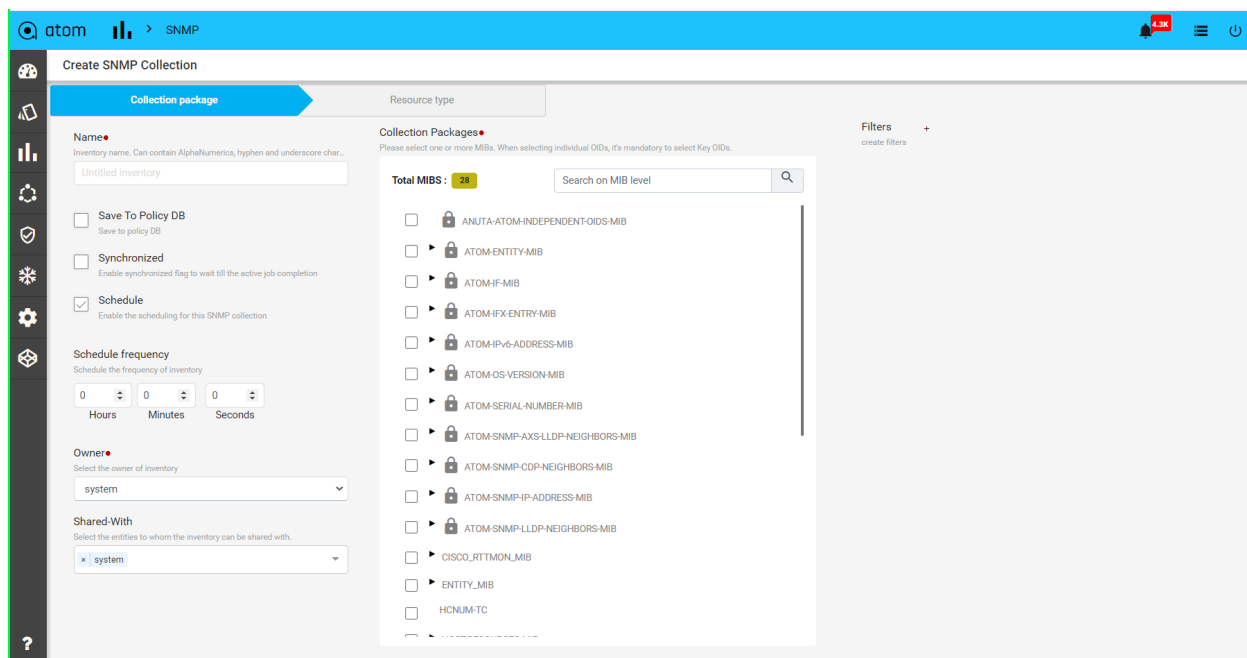 atom
SNMP
4.3K
Create SNMP Collection
Collection package
Resource type
Name
Inventory name. Can contain AlphaNumerics, hyphen and underscore char...
Untitled inventory
Save To Policy DB
Save to policy DB
Synchronized
Enable synchronized flag to wait till the active job completion
Schedule
Enable the scheduling for this SNMP collection
Schedule frequency
Schedule the frequency of inventory
0 0 0
Hours Minutes Seconds
Owner
Select the owner of inventory
system
Shared-With
Select the entities to whom the inventory can be shared with.
× system
Collection Packages
Please select one or more MIBs. When selecting individual OIDs, it's mandatory to select Key OIDs.
Total MIBS : 28
Search on MIB level
ANUTA-ATOM-INDEPENDENT-OIDS-MIB
ATOM-ENTITY-MIB
ATOM-IF-MIB
ATOM-IFX-ENTRY-MIB
ATOM-IPv6-ADDRESS-MIB
ATOM-OS-VERSION-MIB
ATOM-SERIAL-NUMBER-MIB
ATOM-SNMP-AXS-LLDP-NEIGHBORS-MIB
ATOM-SNMP-CDP-NEIGHBORS-MIB
ATOM-SNMP-IP-ADDRESS-MIB
ATOM-SNMP-LLDP-NEIGHBORS-MIB
CISCO_RTTMON_MIB
ENTITY_MIB
HCNUM-TC
Filters +
create filters
?